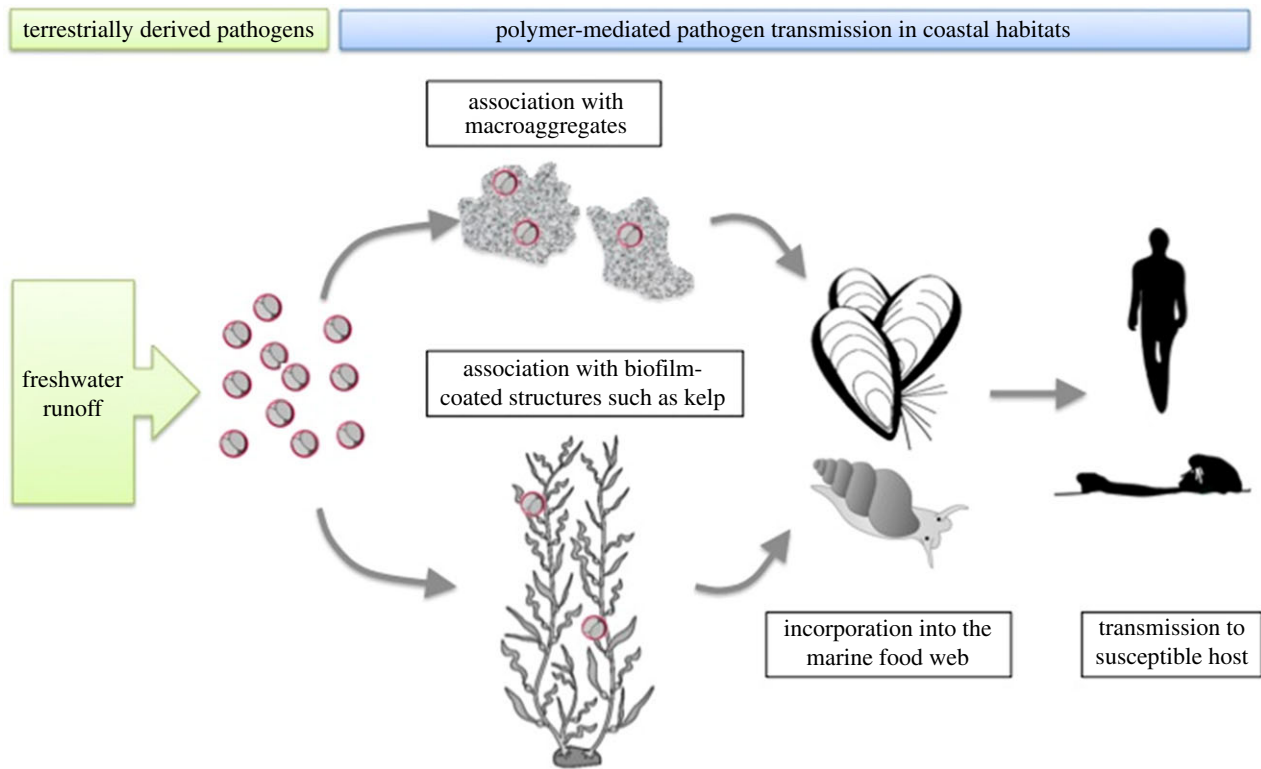 terrestrially derived pathogens
polymer-mediated pathogen transmission in coastal habitats
association with
macroaggregates
freshwater
runoff
association with biofilm-
coated structures such as kelp
incorporation into the
marine food web
transmission to
susceptible host